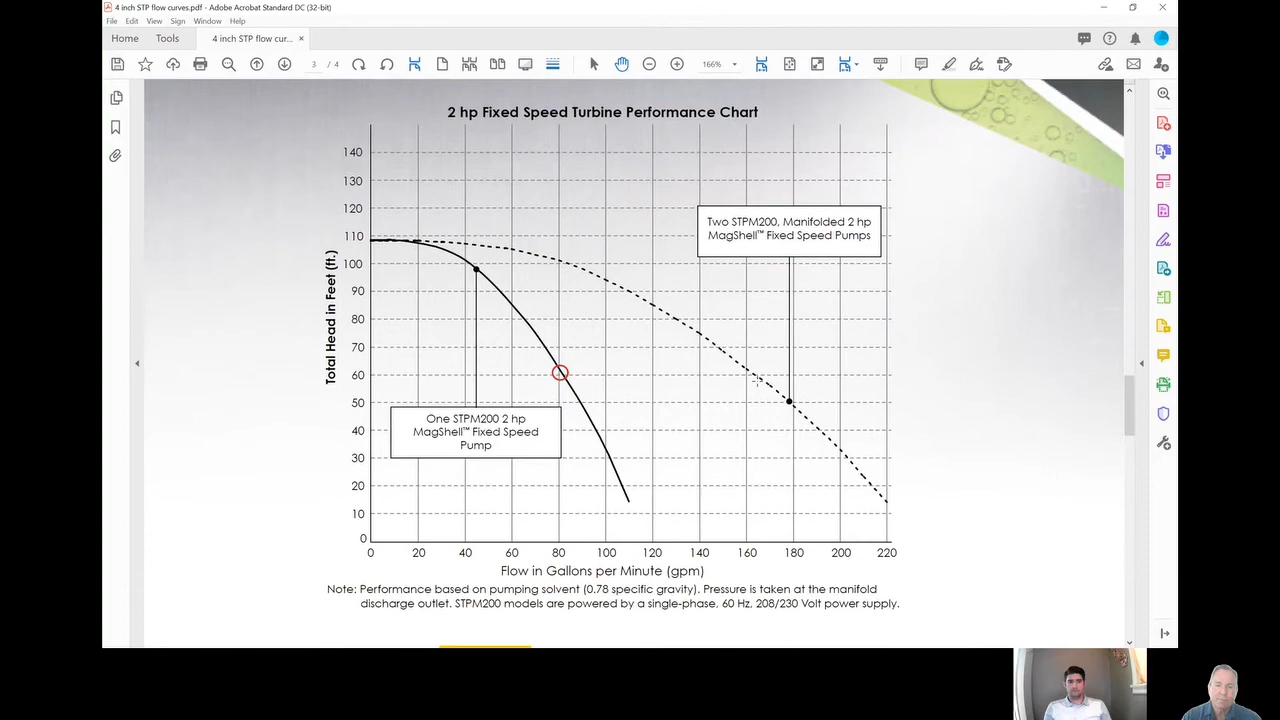 4 inch STP flow curves.pdf - Adobe Acrobat Standard DC (32-bit)
File Edit View Sign Window Help
Home Tools 4 inch STP flow cur... ×
3 / 4 166%
2 hp Fixed Speed Turbine Performance Chart
140
130
120
110
100
90
80
70
60
50
40
30
20
10
0
Total Head in Feet (ft.)
Two STPM200, Manifolded 2 hp
MagShell™ Fixed Speed Pumps
One STPM200 2 hp
MagShell™ Fixed Speed
Pump
0 20 40 60 80 100 120 140 160 180 200 220
Flow in Gallons per Minute (gpm)
Note: Performance based on pumping solvent (0.78 specific gravity). Pressure is taken at the manifold
discharge outlet. STPM200 models are powered by a single-phase, 60 Hz, 208/230 Volt power supply.